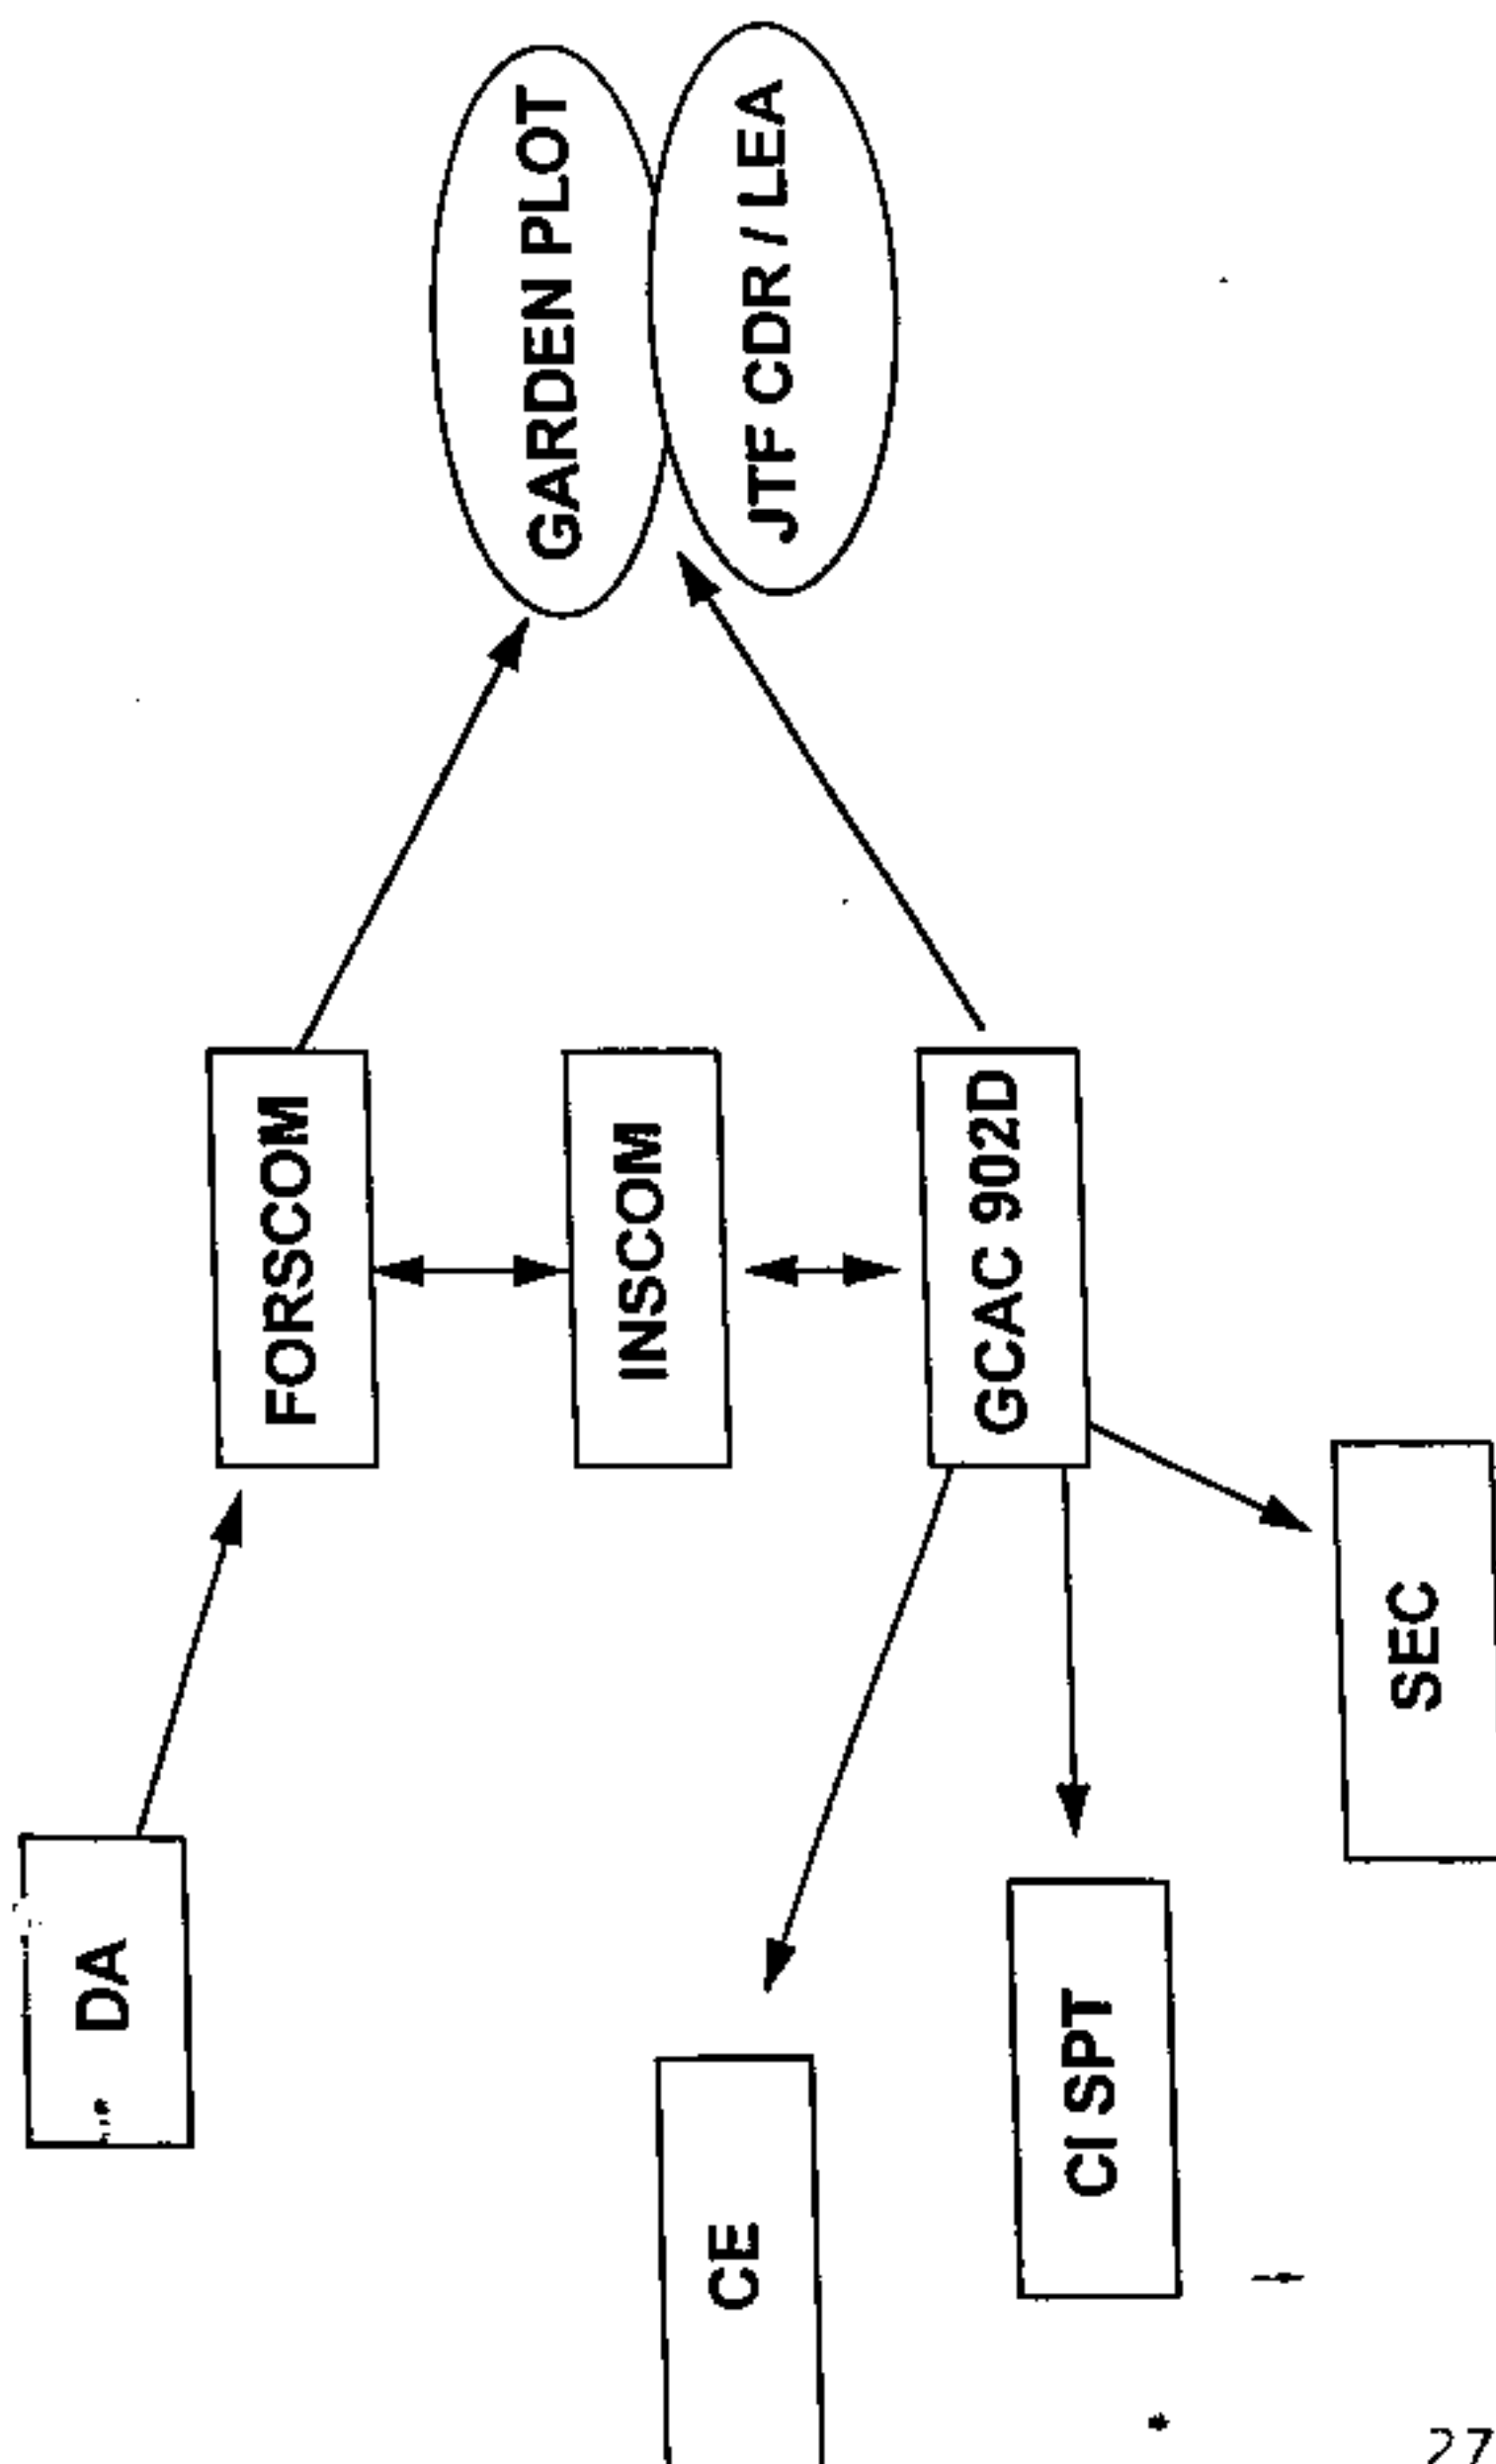 DA
FORSCOM
GARDEN PLOT
INSCOM
JTF CDR / LEA
CE
GCAC 902D
CI SPT
SEC
27